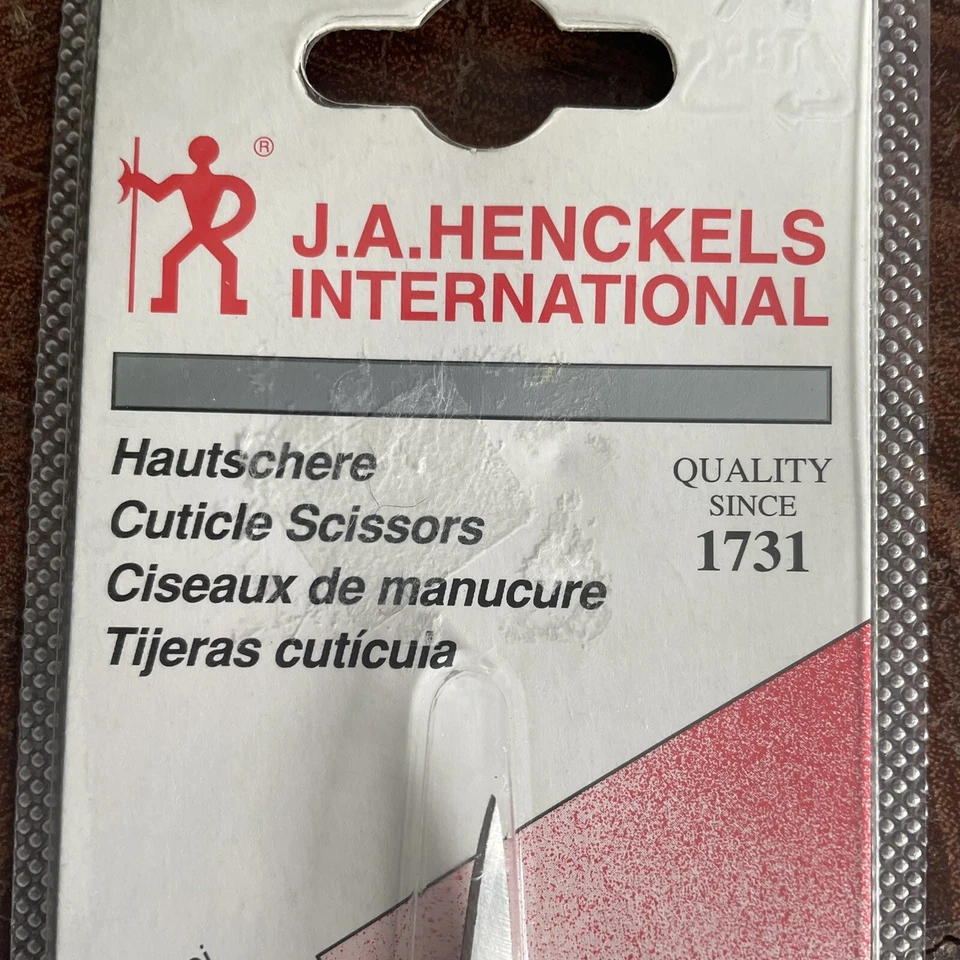 ®
J.A.HENCKELS
INTERNATIONAL
Hautschere
Cuticle Scissors
Ciseaux de manucure
Tijeras cutícula
QUALITY
SINCE
1731